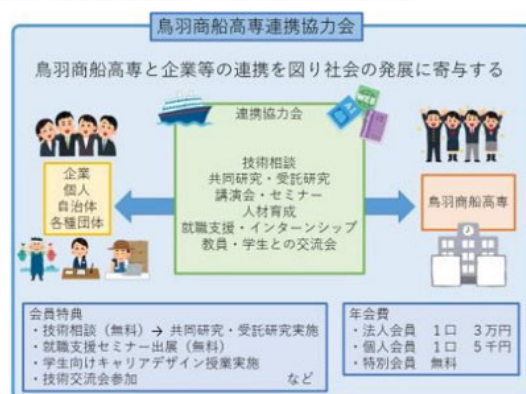 鳥羽商船高専連携協力会
鳥羽商船高専と企業等の連携を図り社会の発展に寄与する
連携協力会
技術相談
共同研究・受託研究
講演会・セミナー
人材育成
就職支援・インターンシップ
教員・学生との交流会
企業
個人
自治体
各種団体
鳥羽商船高専
会員特典
・技術相談（無料）→ 共同研究・受託研究実施
・就職支援セミナー出展（無料）
・学生向けキャリアデザイン授業実施
・技術交流会参加 など
年会費
・法人会員 1口 3万円
・個人会員 1口 5千円
・特別会員 無料